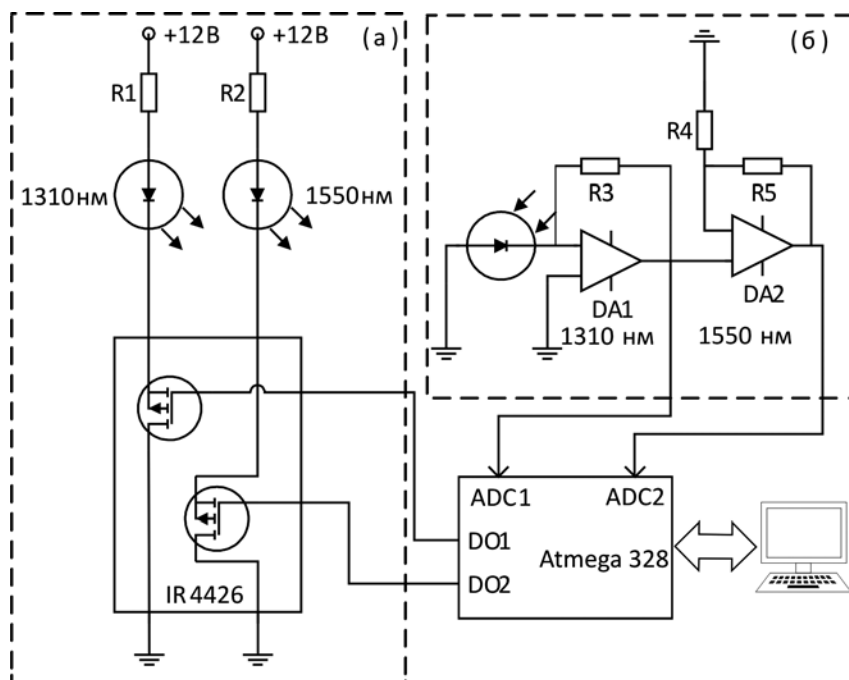 +12В
+12В
(а)
R1
R2
1310нм
1550нм
IR 4426
(б)
R4
R3
R5
DA1
1310 нм
DA2
1550 нм
ADC1
ADC2
DO1
Atmega 328
DO2